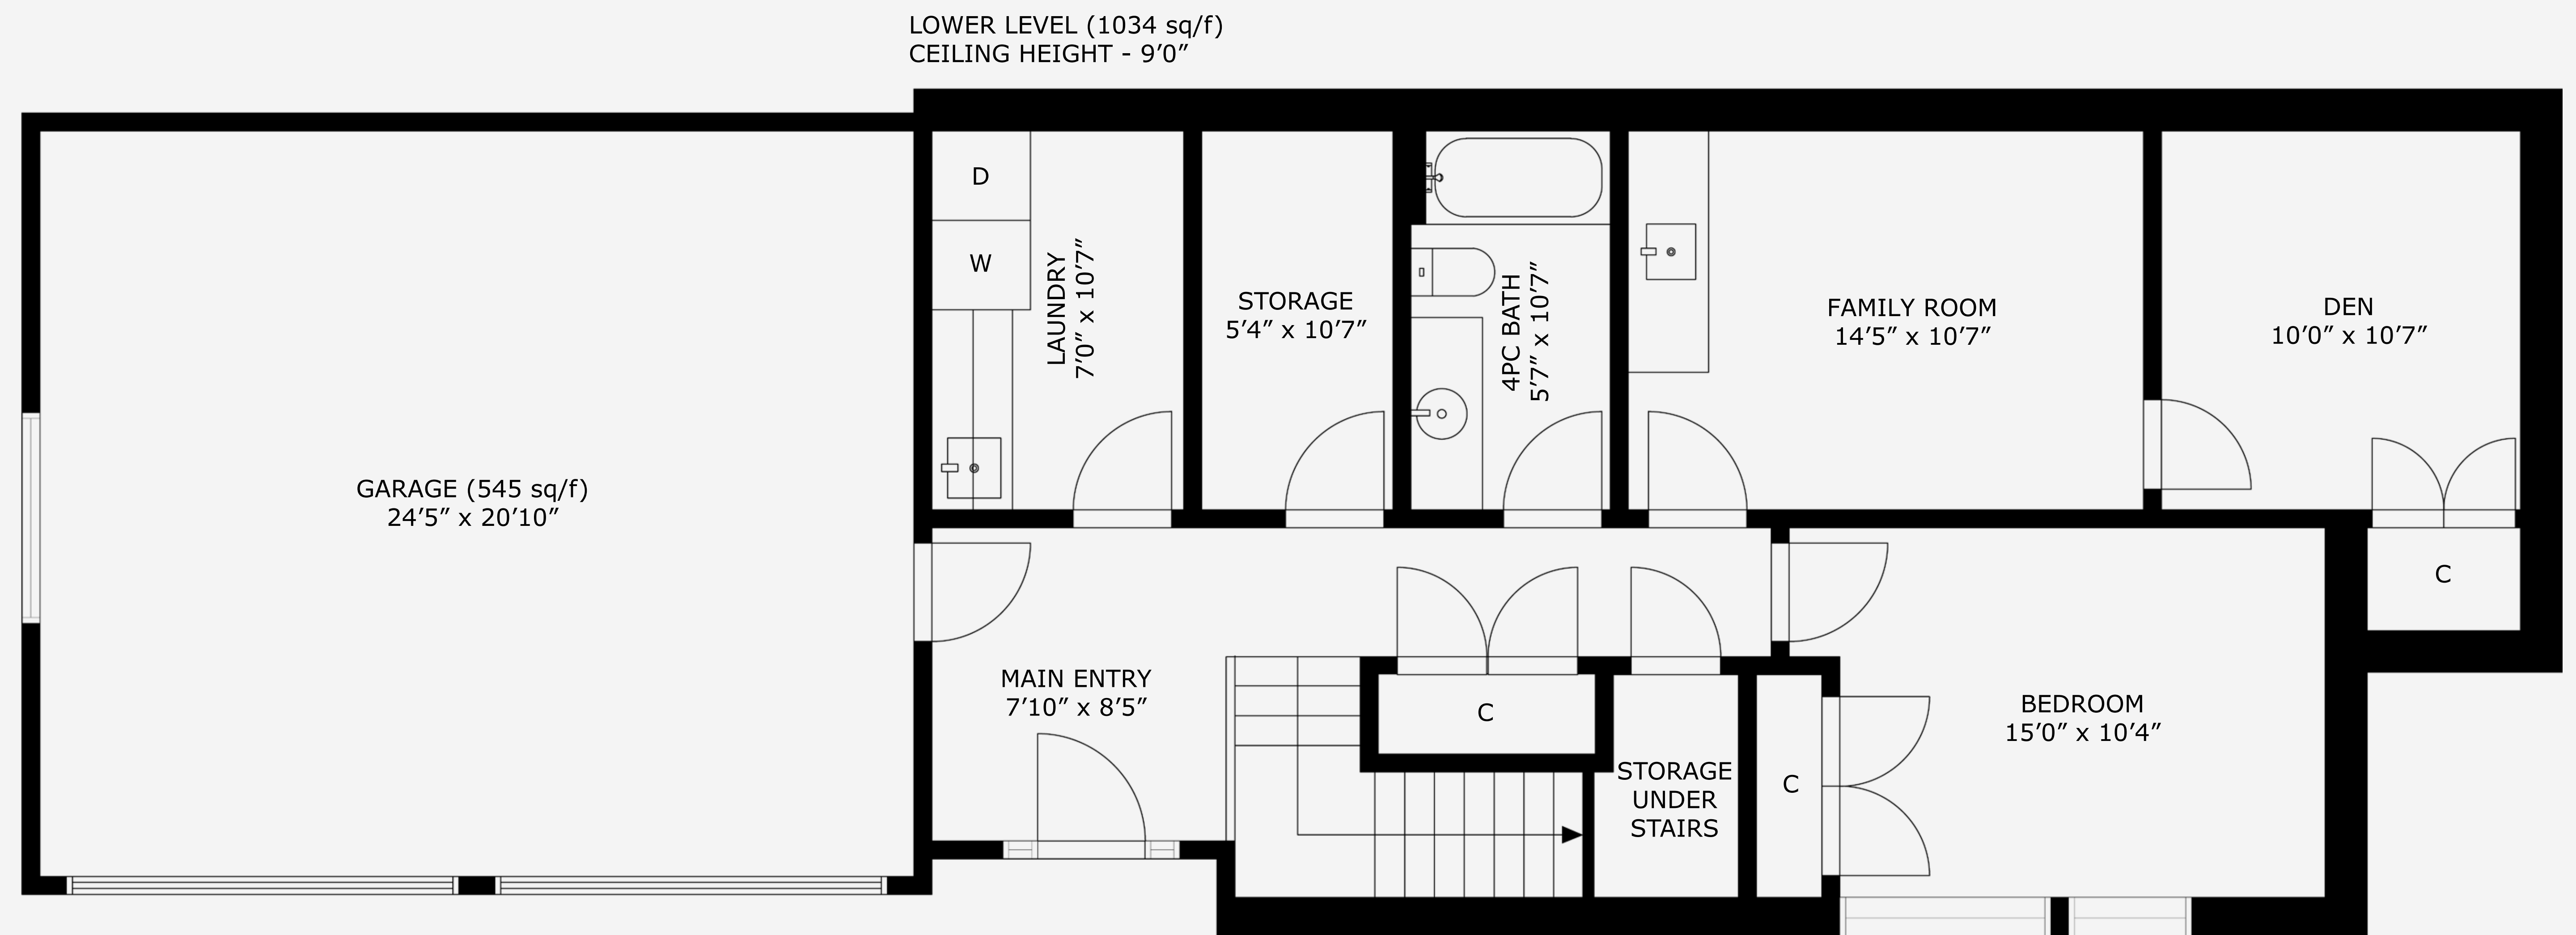 LOWER LEVEL (1034 sq/f)
CEILING HEIGHT - 9’0”
D
W
LAUNDRY
7’0” x 10’7”
STORAGE
5’4” x 10’7”
4PC BATH
5’7” x 10’7”
FAMILY ROOM
14’5” x 10’7”
DEN
10’0” x 10’7”
GARAGE (545 sq/f)
24’5” x 20’10”
C
MAIN ENTRY
7’10” x 8’5”
C
STORAGE
UNDER
STAIRS
C
BEDROOM
15’0” x 10’4”